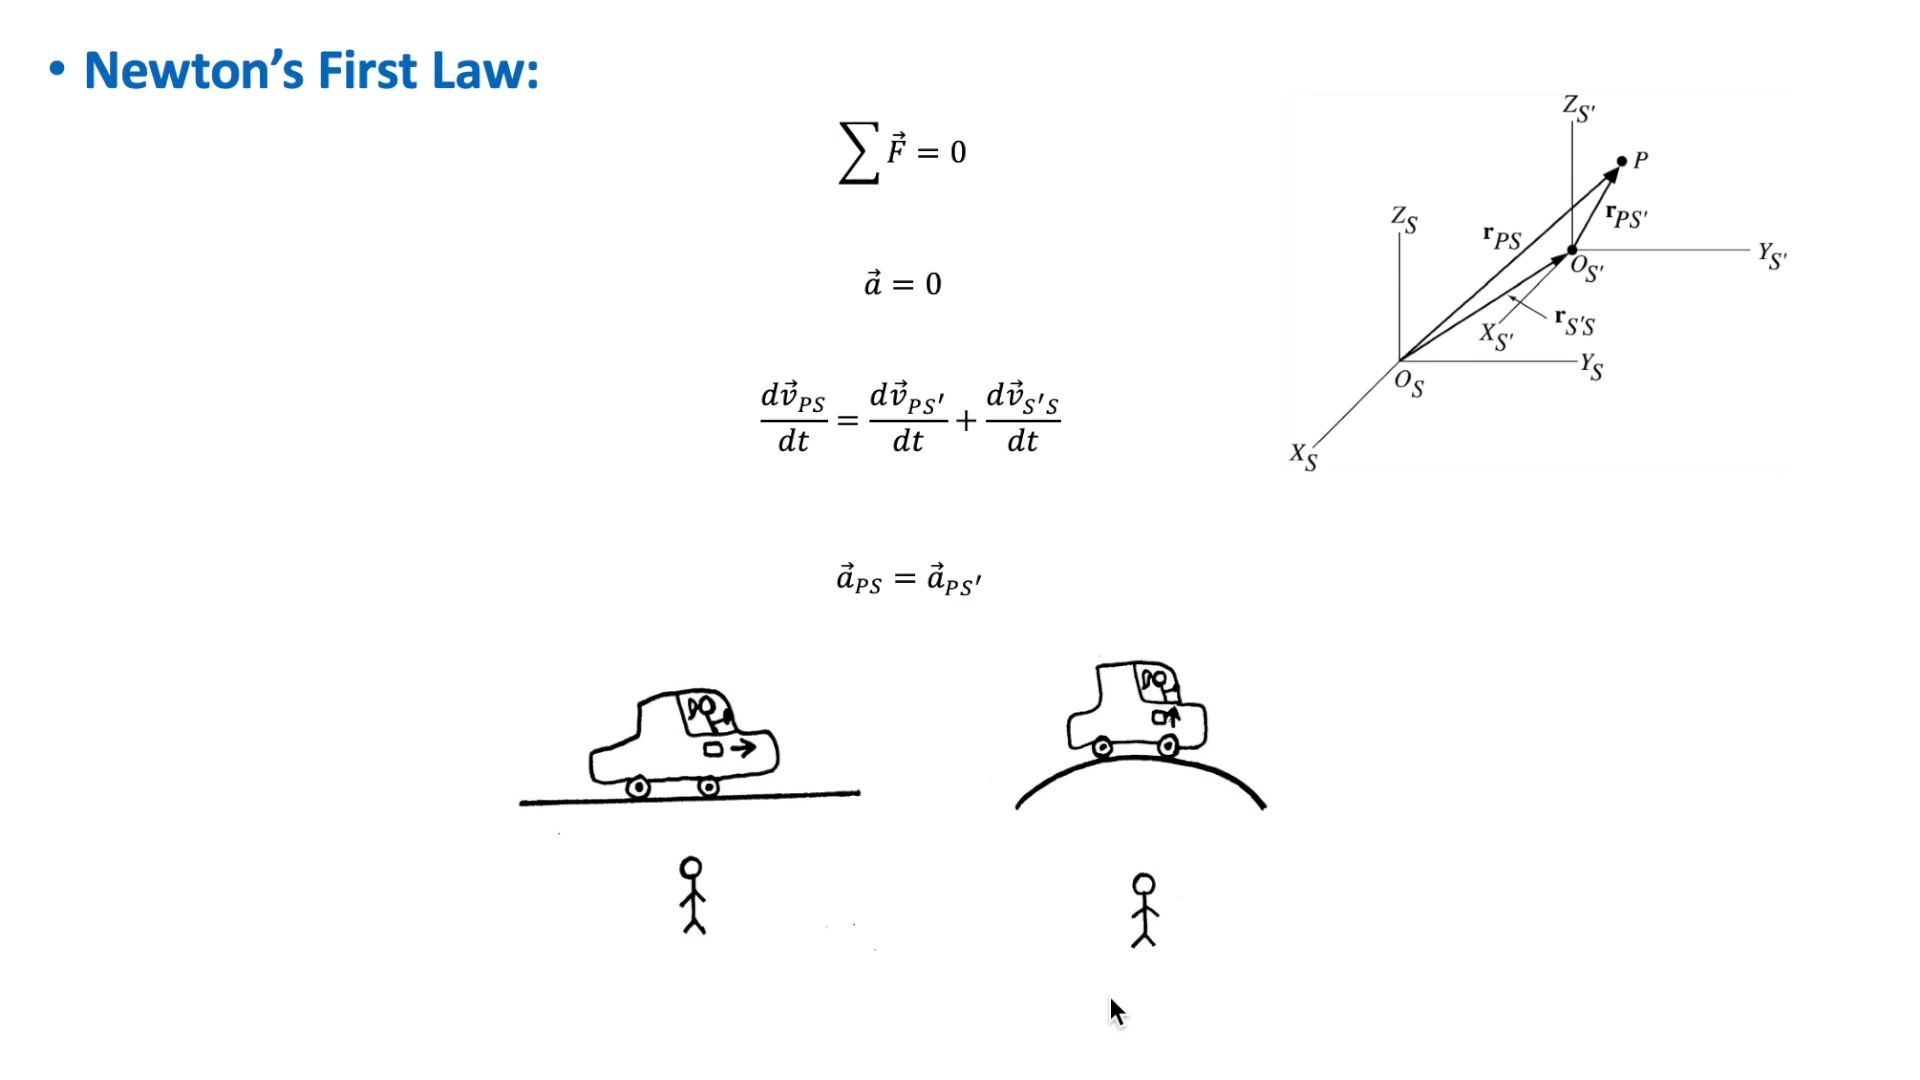 • Newton’s First Law:
∑ F⃗ = 0
a⃗ = 0
dv⃗_PS/dt = dv⃗_PS′/dt + dv⃗_S′S/dt
a⃗_PS = a⃗_PS′
Z_S′
P
Z_S
r_PS
r_PS′
Y_S′
O_S′
r_S′S
X_S′
Y_S
O_S
X_S